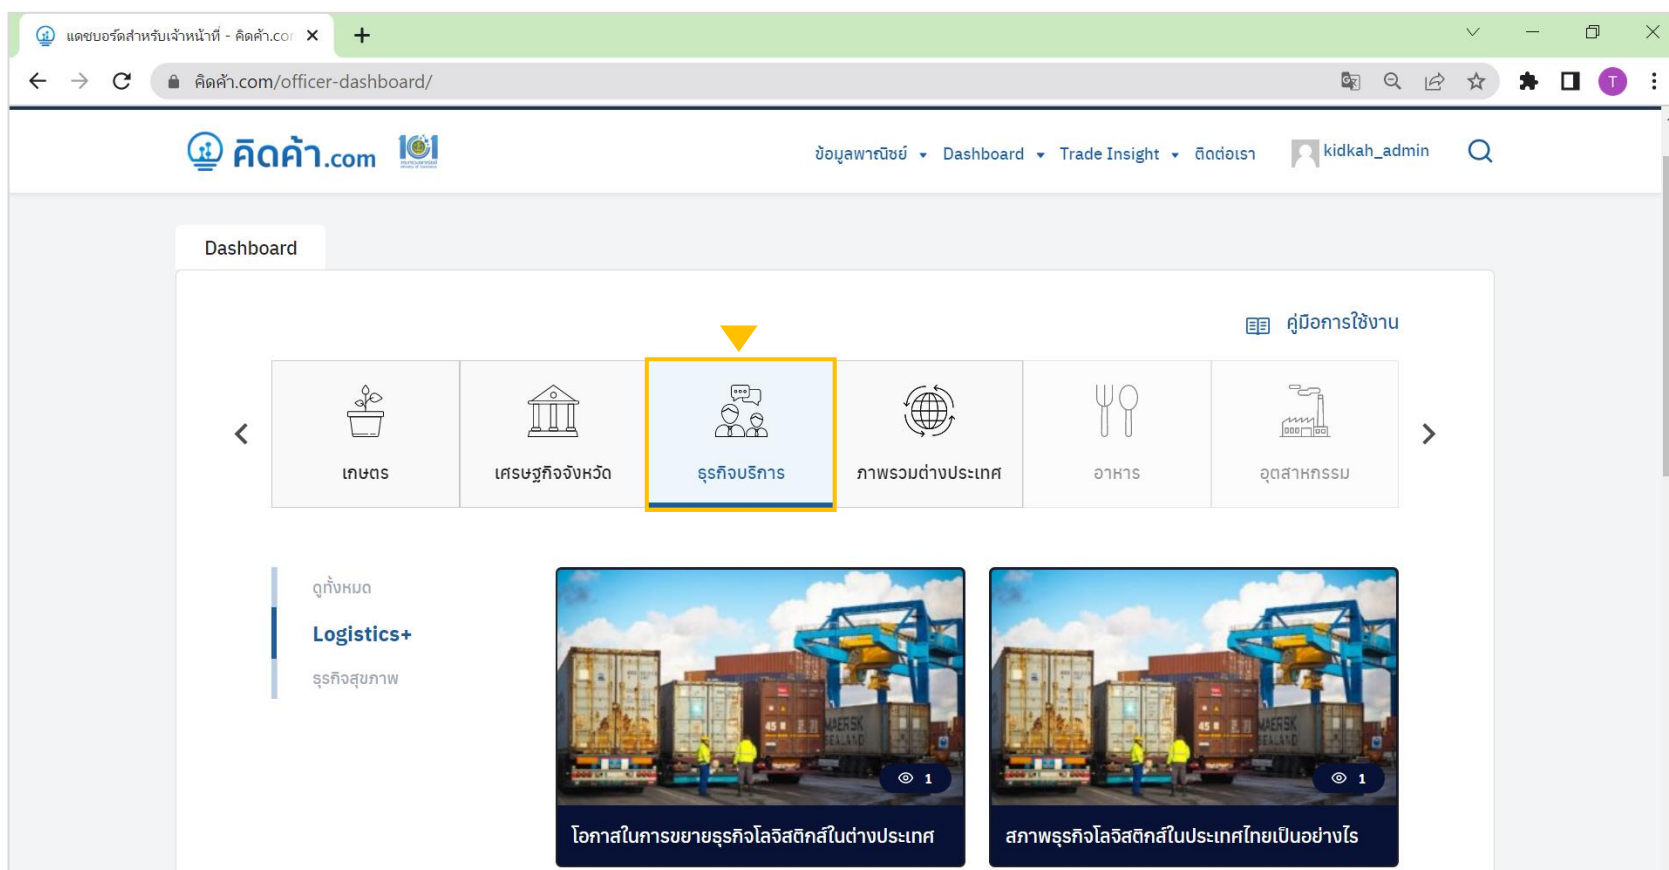 แดชบอร์ดสำหรับเจ้าหน้าที่ - คิดค้า.cor
คิดค้า.com/officer-dashboard/
T
คิดค้า.com
101
ข้อมูลพาณิชย์
Dashboard
Trade Insight
ติดต่อเรา
kidkah_admin
Dashboard
คู่มือการใช้งาน
เกษตร
เศรษฐกิจจังหวัด
ธุรกิจบริการ
ภาพรวมต่างประเทศ
อาหาร
อุตสาหกรรม
ดูทั้งหมด
Logistics+
ธุรกิจสุขภาพ
MAERSK
SEALAND
45
1
MAERSK
SEALAND
45
1
โอกาสในการขยายธุรกิจโลจิสติกส์ในต่างประเทศ
สภาพธุรกิจโลจิสติกส์ในประเทศไทยเป็นอย่างไร